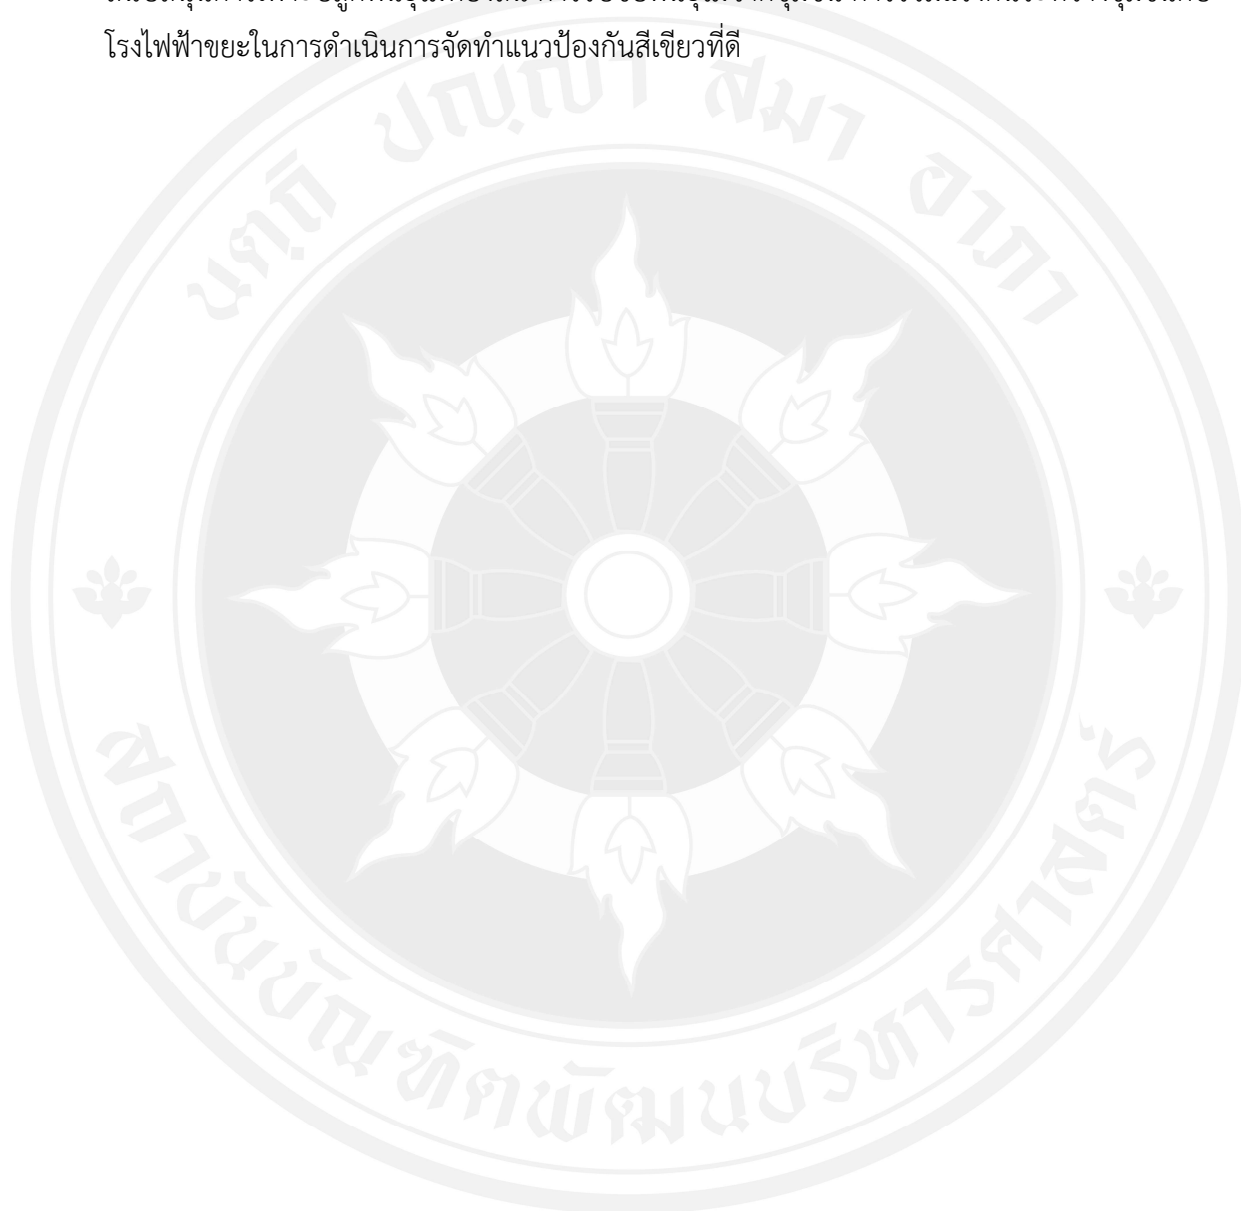 โรงไฟฟ้าขยะในการดำเนินการจัดทำแนวป้องกันสีเขียวที่ดี
นตฺถิ ปญฺญา สมา อาภา
สถาบันบัณฑิตพัฒนบริหารศาสตร์